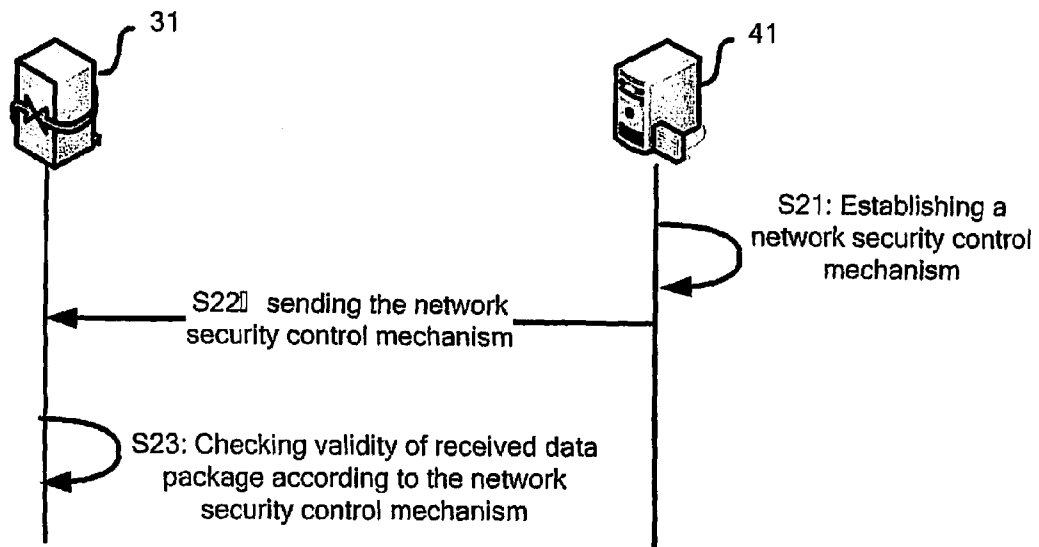 31
41
S21: Establishing a
network security control
mechanism
S22▯ sending the network
security control mechanism
S23: Checking validity of received data
package according to the network
security control mechanism